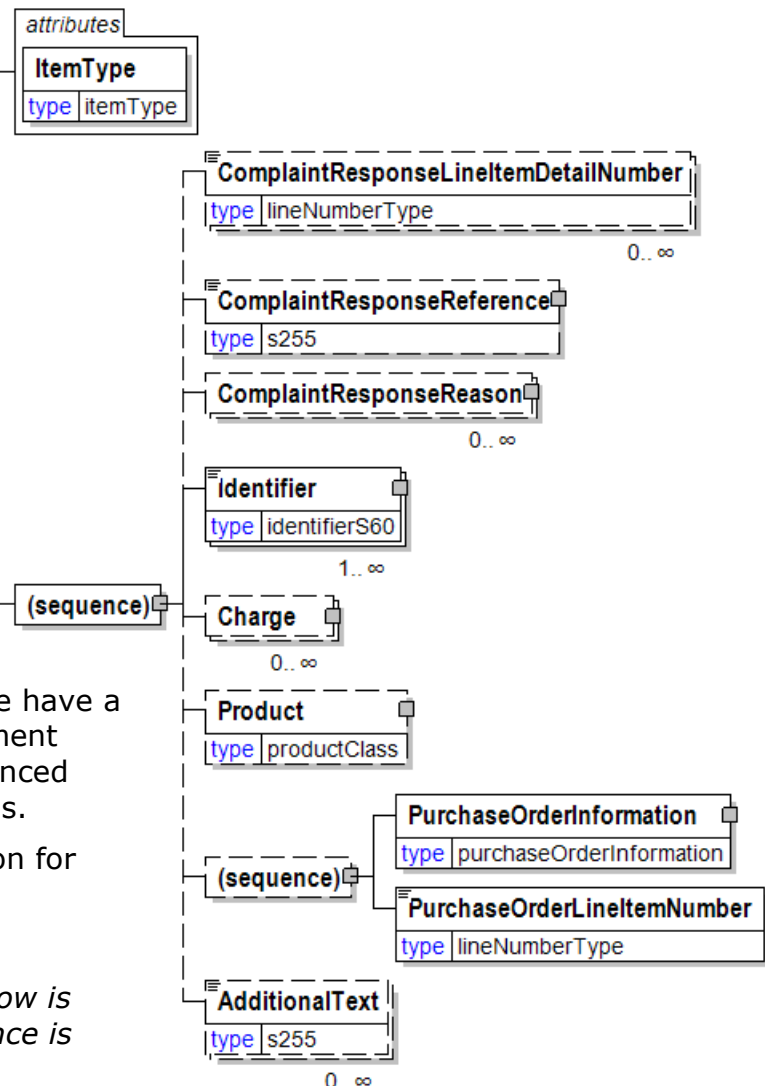 attributes
ItemType
type itemType
ComplaintResponseLineItemDetailNumber
type lineNumberType
0.. ∞
ComplaintResponseReference
type s255
ComplaintResponseReason
0.. ∞
Identifier
type identifierS60
1.. ∞
(sequence)
Charge
0.. ∞
e have a
Product
ment
type productClass
nced
s.
PurchaseOrderInformation
type purchaseOrderInformation
on for
(sequence)
PurchaseOrderLineItemNumber
type lineNumberType
ow is
AdditionalText
nce is
type s255
0.. ∞